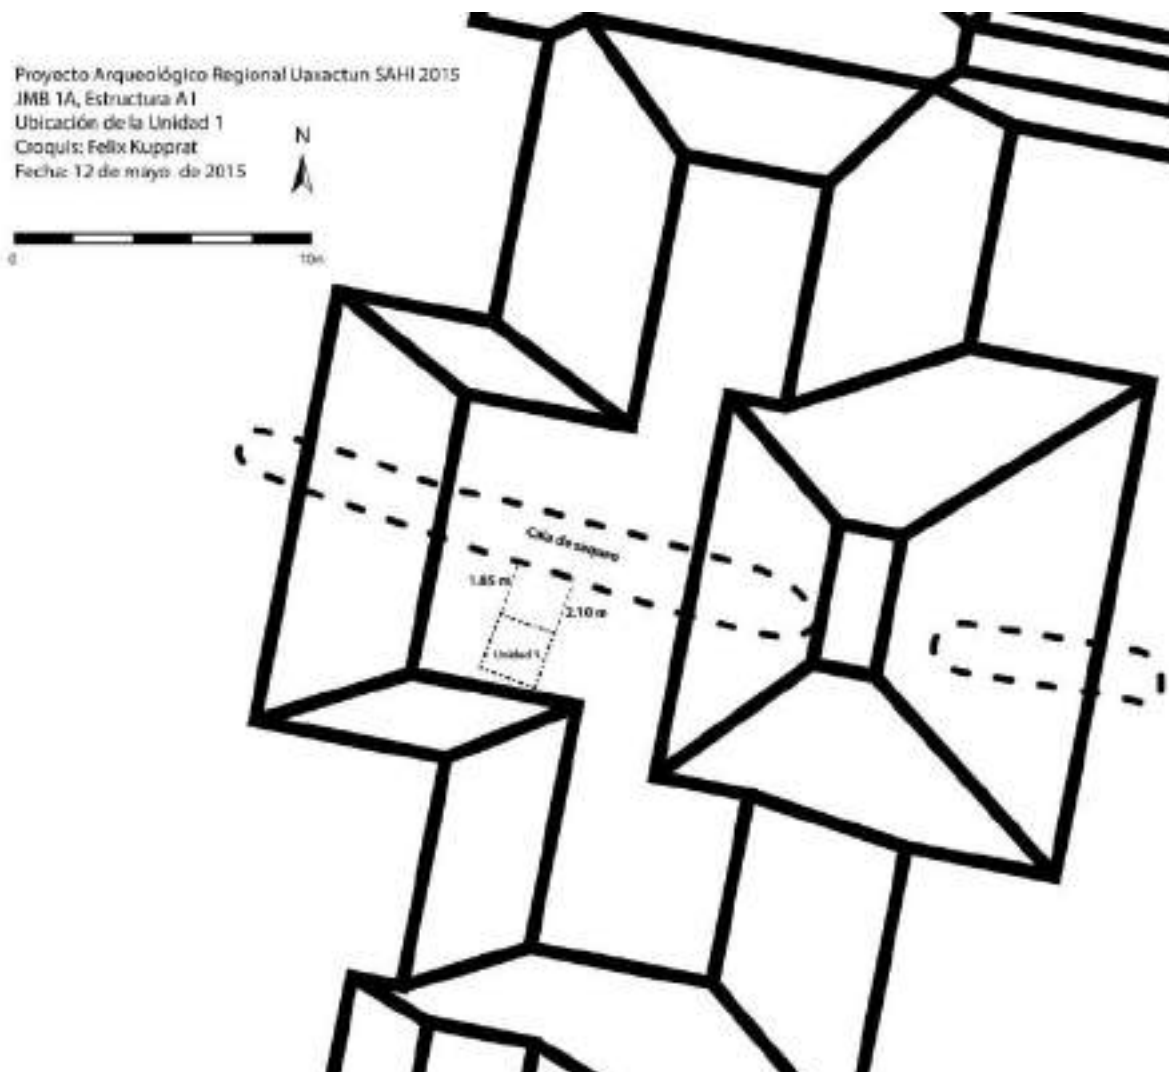 Proyecto Arqueológico Regional Uaxactun SAHI 2015
JMB 1A, Estructura A1
Ubicación de la Unidad 1
Croquis: Felix Kupprat
Fecha: 12 de mayo de 2015
N
0 10m
Cala de saqueo
1.85 m
2.10 m
Unidad 1